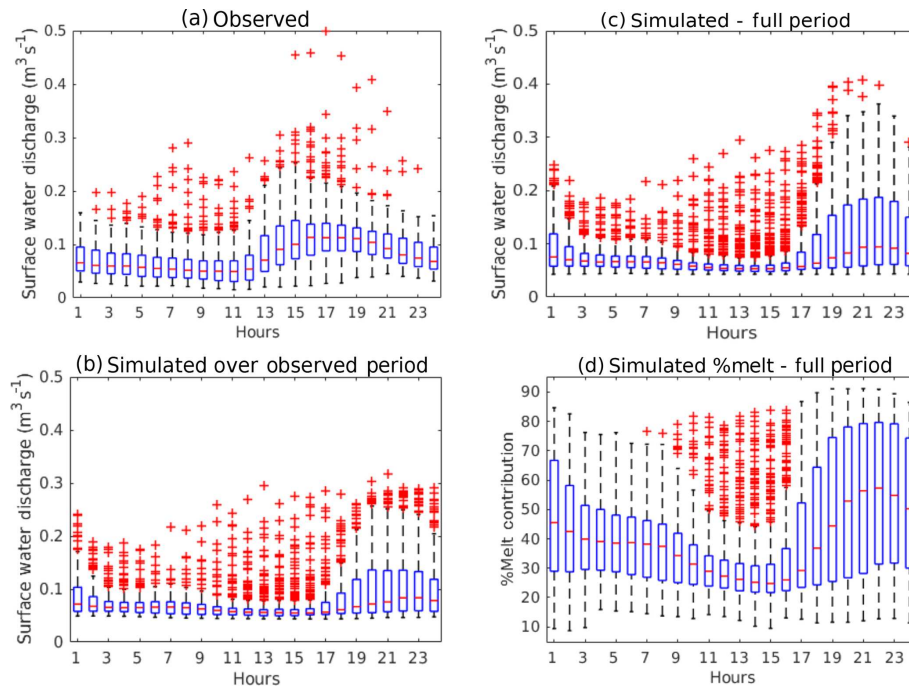 (a) Observed
Surface water discharge (m³ s⁻¹)
0.5
0.4
0.3
0.2
0.1
0
1 3 5 7 9 11 13 15 17 19 21 23
Hours
(c) Simulated - full period
Surface water discharge (m³ s⁻¹)
0.5
0.4
0.3
0.2
0.1
0
1 3 5 7 9 11 13 15 17 19 21 23
Hours
(b) Simulated over observed period
Surface water discharge (m³ s⁻¹)
0.5
0.4
0.3
0.2
0.1
0
1 3 5 7 9 11 13 15 17 19 21 23
Hours
(d) Simulated %melt - full period
%Melt contribution
90
80
70
60
50
40
30
20
10
1 3 5 7 9 11 13 15 17 19 21 23
Hours